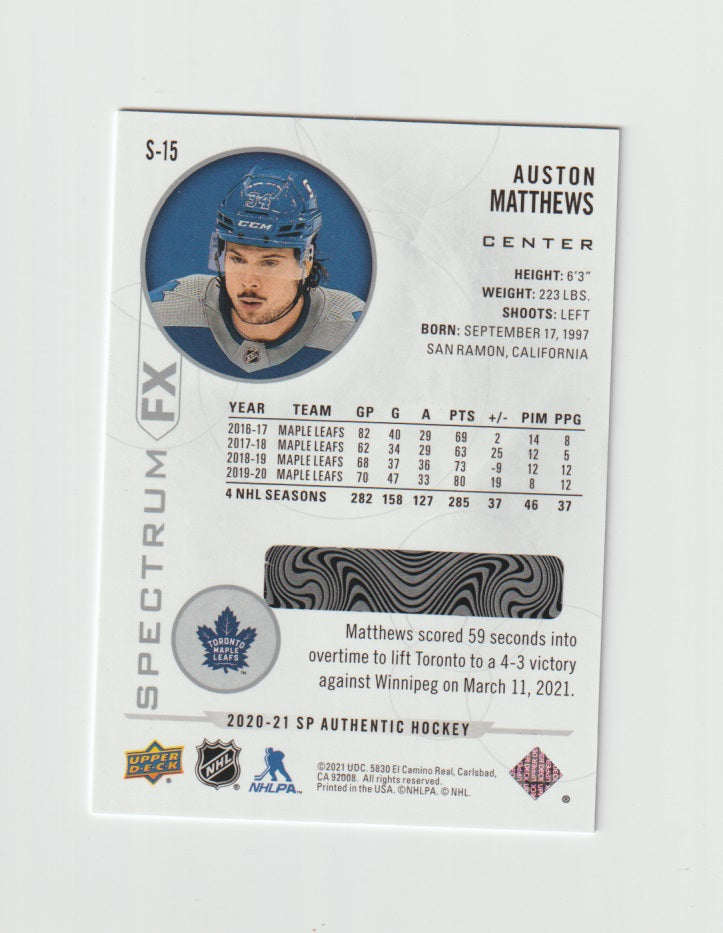 S-15
AUSTON
MATTHEWS
CENTER
34
CCM
HEIGHT: 6'3"
WEIGHT: 223 LBS.
SHOOTS: LEFT
BORN: SEPTEMBER 17, 1997
SAN RAMON, CALIFORNIA
SPECTRUM FX
YEAR TEAM GP G A PTS +/- PIM PPG
2016-17 MAPLE LEAFS 82 40 29 69 2 14 8
2017-18 MAPLE LEAFS 62 34 29 63 25 12 5
2018-19 MAPLE LEAFS 68 37 36 73 -9 12 12
2019-20 MAPLE LEAFS 70 47 33 80 19 8 12
4 NHL SEASONS 282 158 127 285 37 46 37
TORONTO
MAPLE
LEAFS
™
Matthews scored 59 seconds into
overtime to lift Toronto to a 4-3 victory
against Winnipeg on March 11, 2021.
2020-21 SP AUTHENTIC HOCKEY
UPPER
DECK
®
NHL
®
NHLPA™
©2021 UDC. 5830 El Camino Real, Carlsbad,
CA 92008. All rights reserved.
Printed in the USA. ©NHLPA. © NHL.
®